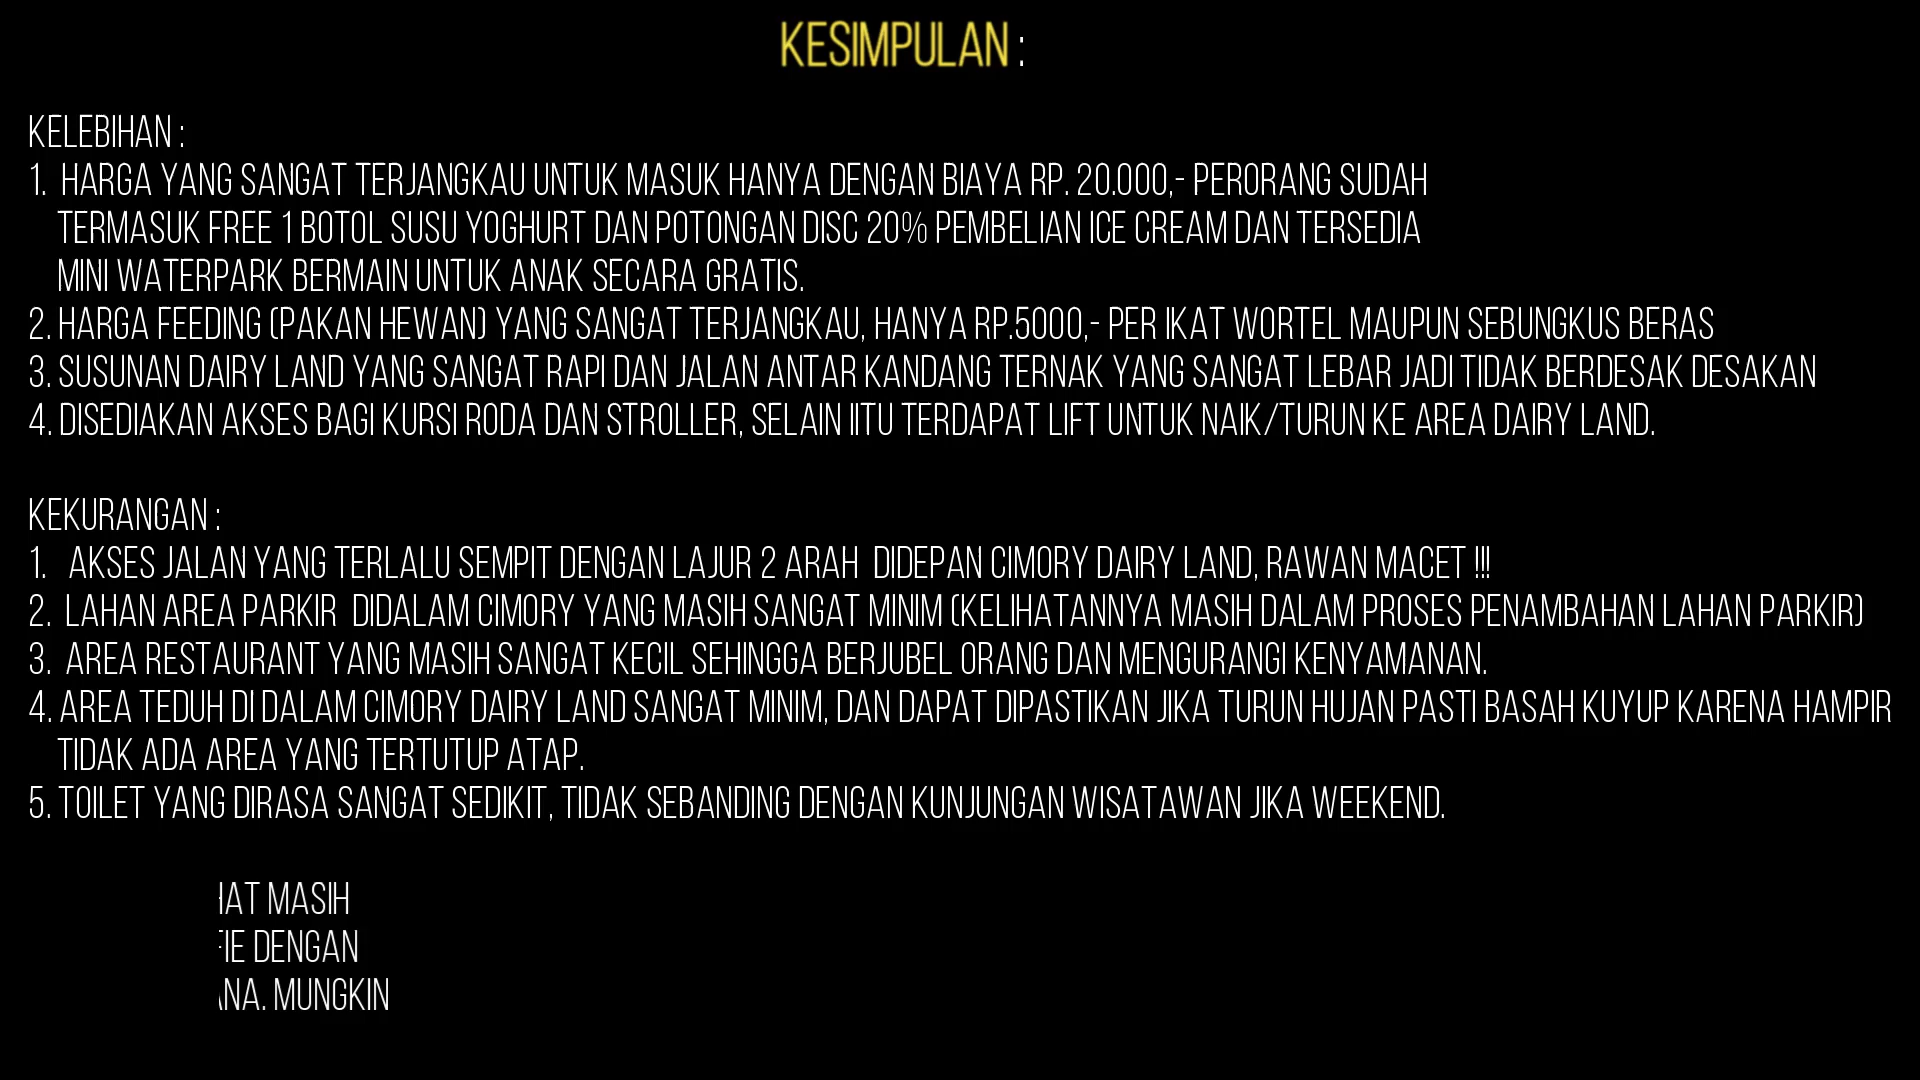 KESIMPULAN :
KELEBIHAN :
1. HARGA YANG SANGAT TERJANGKAU UNTUK MASUK HANYA DENGAN BIAYA RP. 20.000,- PERORANG SUDAH
TERMASUK FREE 1 BOTOL SUSU YOGHURT DAN POTONGAN DISC 20% PEMBELIAN ICE CREAM DAN TERSEDIA
MINI WATERPARK BERMAIN UNTUK ANAK SECARA GRATIS.
2. HARGA FEEDING (PAKAN HEWAN) YANG SANGAT TERJANGKAU, HANYA RP.5000,- PER IKAT WORTEL MAUPUN SEBUNGKUS BERAS
3. SUSUNAN DAIRY LAND YANG SANGAT RAPI DAN JALAN ANTAR KANDANG TERNAK YANG SANGAT LEBAR JADI TIDAK BERDESAK DESAKAN
4. DISEDIAKAN AKSES BAGI KURSI RODA DAN STROLLER, SELAIN IITU TERDAPAT LIFT UNTUK NAIK/TURUN KE AREA DAIRY LAND.
KEKURANGAN :
1. AKSES JALAN YANG TERLALU SEMPIT DENGAN LAJUR 2 ARAH DIDEPAN CIMORY DAIRY LAND, RAWAN MACET !!!
2. LAHAN AREA PARKIR DIDALAM CIMORY YANG MASIH SANGAT MINIM (KELIHATANNYA MASIH DALAM PROSES PENAMBAHAN LAHAN PARKIR)
3. AREA RESTAURANT YANG MASIH SANGAT KECIL SEHINGGA BERJUBEL ORANG DAN MENGURANGI KENYAMANAN.
4. AREA TEDUH DI DALAM CIMORY DAIRY LAND SANGAT MINIM, DAN DAPAT DIPASTIKAN JIKA TURUN HUJAN PASTI BASAH KUYUP KARENA HAMPIR
TIDAK ADA AREA YANG TERTUTUP ATAP.
5. TOILET YANG DIRASA SANGAT SEDIKIT, TIDAK SEBANDING DENGAN KUNJUNGAN WISATAWAN JIKA WEEKEND.
MASIH
DENGAN
MUNGKIN